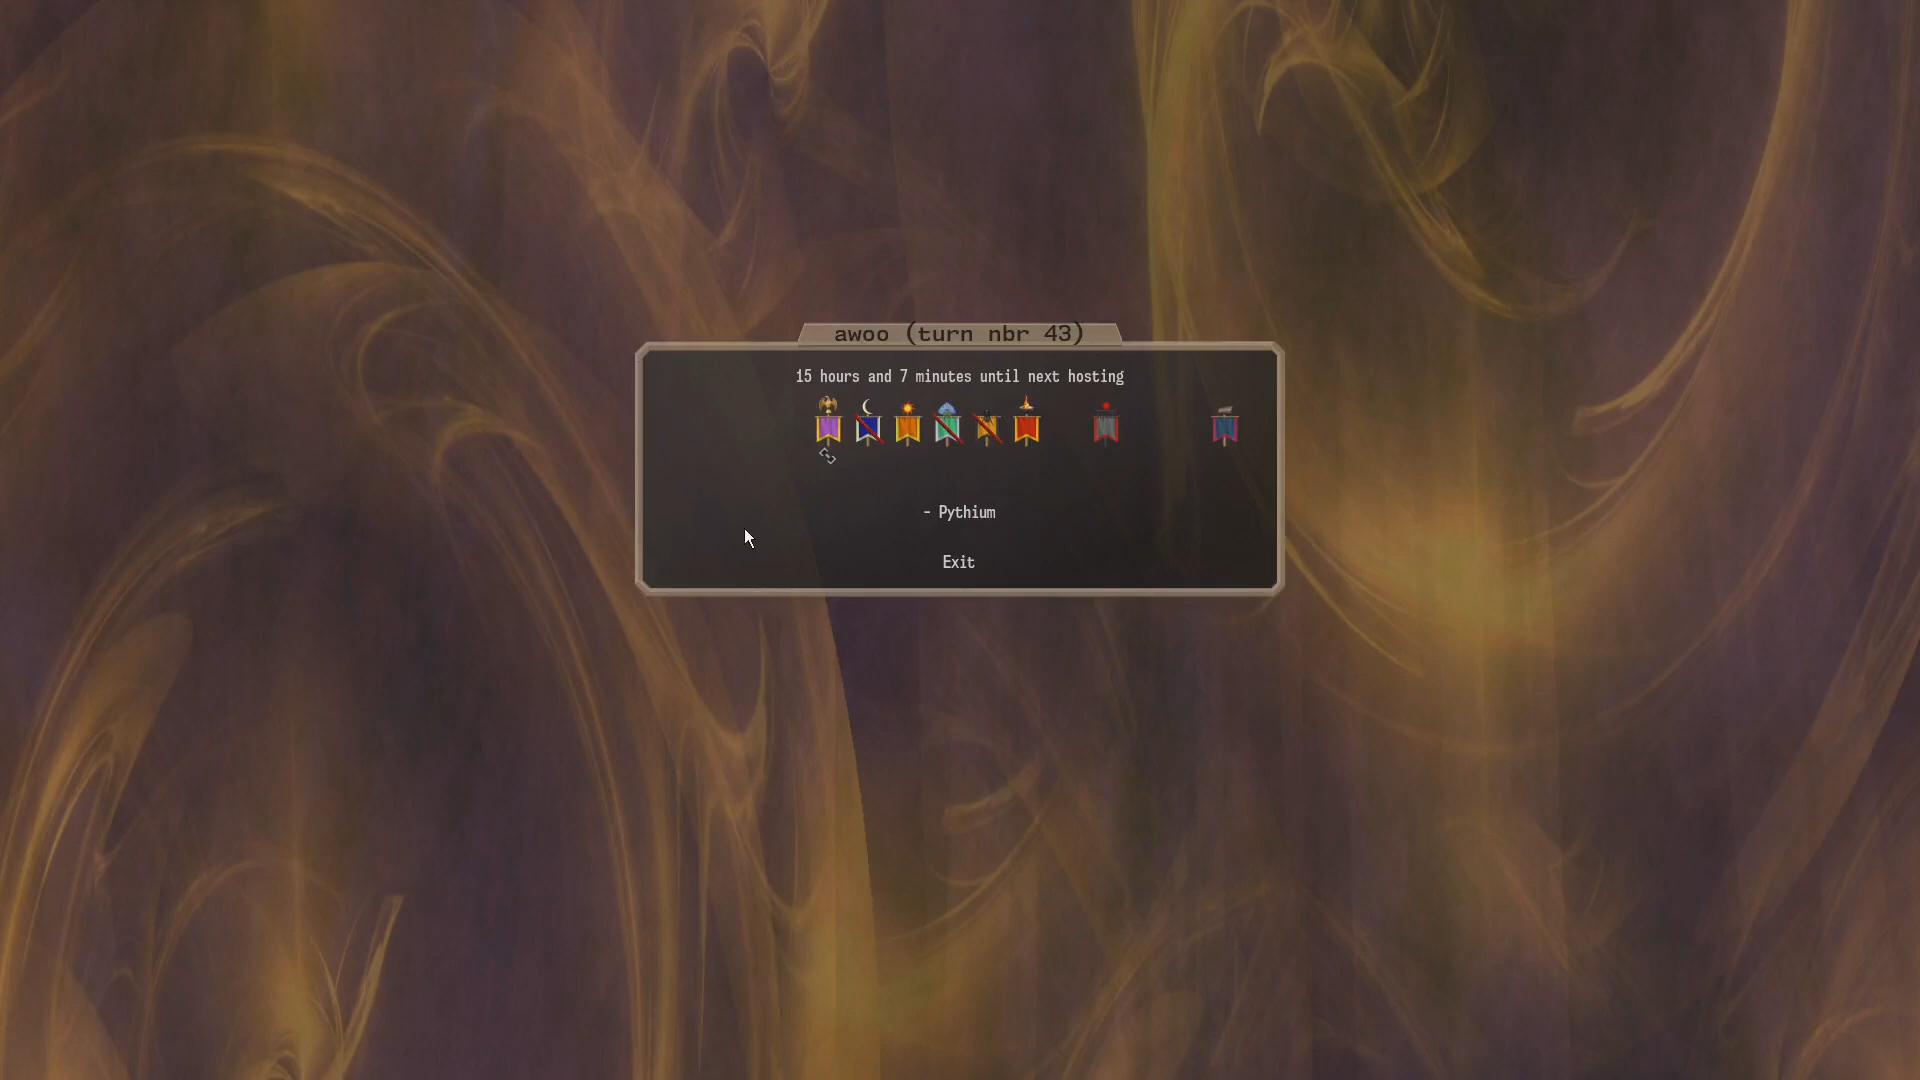 awoo (turn nbr 43)
15 hours and 7 minutes until next hosting
- Pythium
Exit